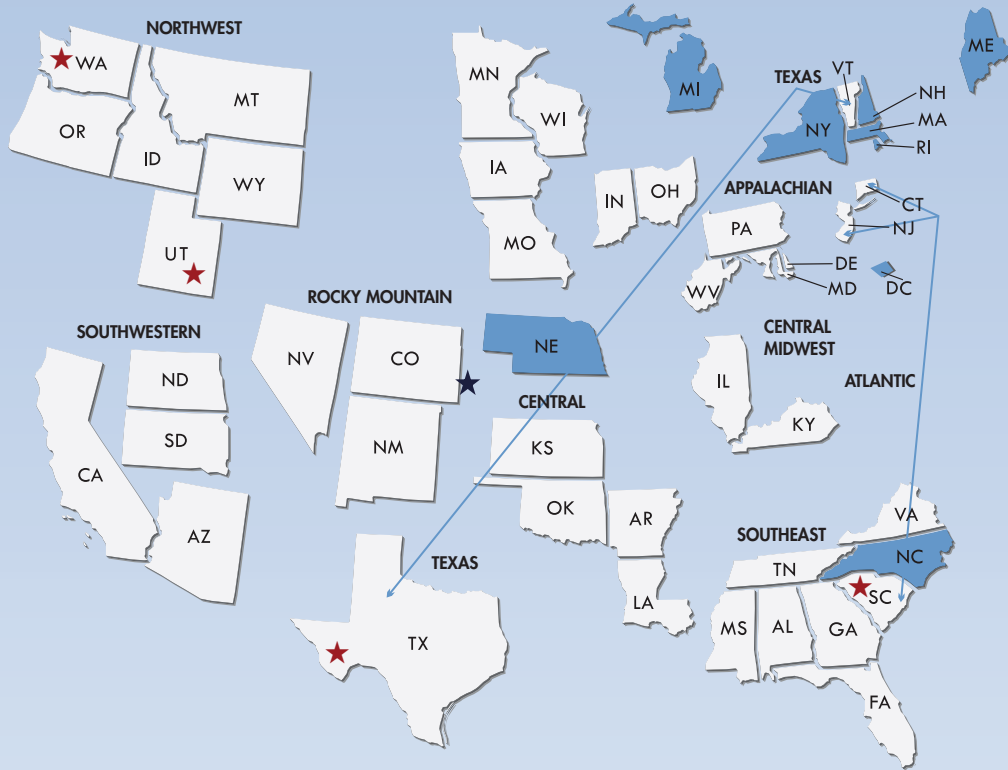 NORTHWEST
WA
MT
OR
ID
WY
UT
MN
WI
IA
MO
IN
OH
MI
ME
TEXAS
VT
NH
NY
MA
RI
APPALACHIAN
CT
PA
NJ
DE
WV
MD
DC
ROCKY MOUNTAIN
NV
CO
NE
NM
SOUTHWESTERN
ND
SD
CA
AZ
CENTRAL
KS
OK
AR
LA
CENTRAL
MIDWEST
IL
KY
ATLANTIC
TEXAS
TX
SOUTHEAST
VA
NC
TN
SC
MS
AL
GA
FA